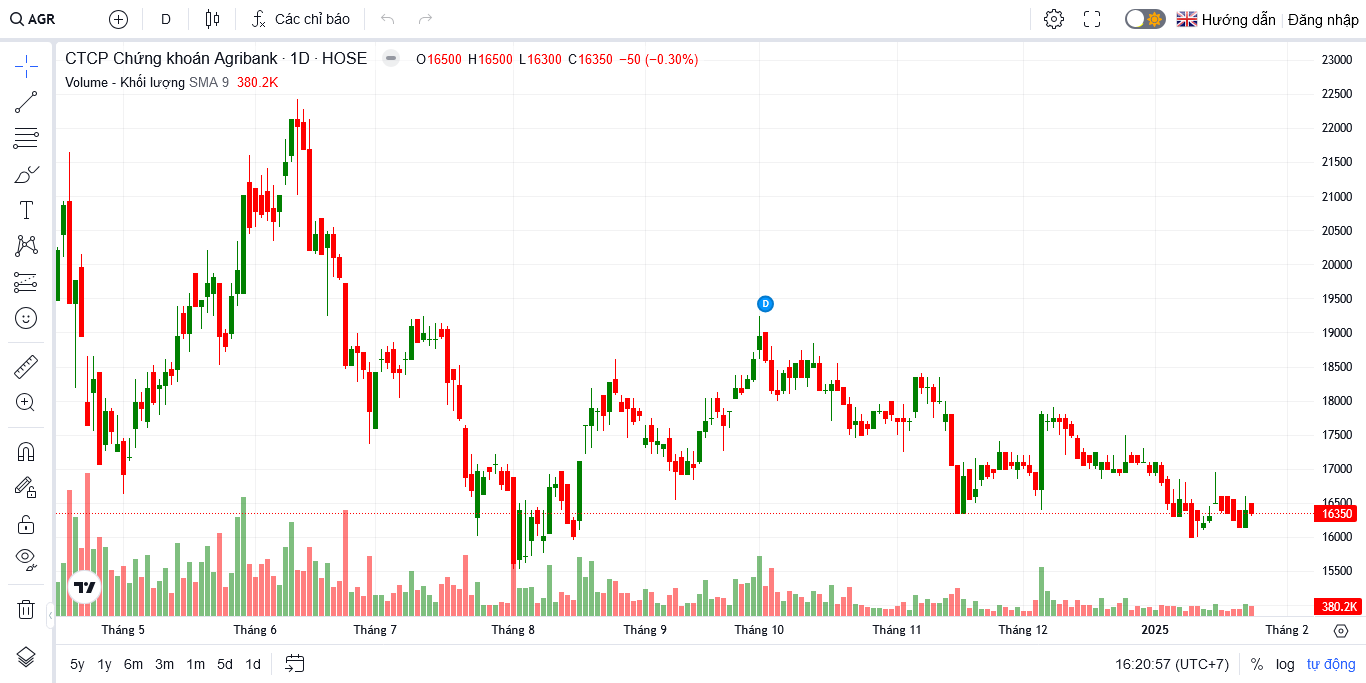 AGR D Các chỉ báo Hướng dẫn Đăng nhập
CTCP Chứng khoán Agribank · 1D · HOSE O16500 H16500 L16300 C16350 −50 (−0.30%)
Volume - Khối lượng SMA 9 380.2K
D
23000
22500
22000
21500
21000
20500
20000
19500
19000
18500
18000
17500
17000
16500
16350
16000
15500
380.2K
Tháng 5 Tháng 6 Tháng 7 Tháng 8 Tháng 9 Tháng 10 Tháng 11 Tháng 12 2025 Tháng 2
5y 1y 6m 3m 1m 5d 1d 16:20:57 (UTC+7) % log tự động